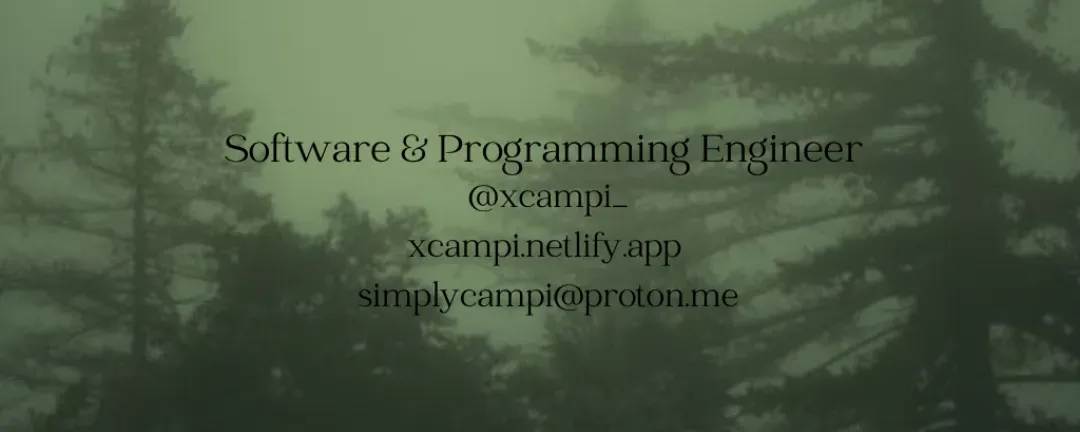 Software & Programming Engineer
@xcampi_
xcampi.netlify.app
simplycampi@proton.me